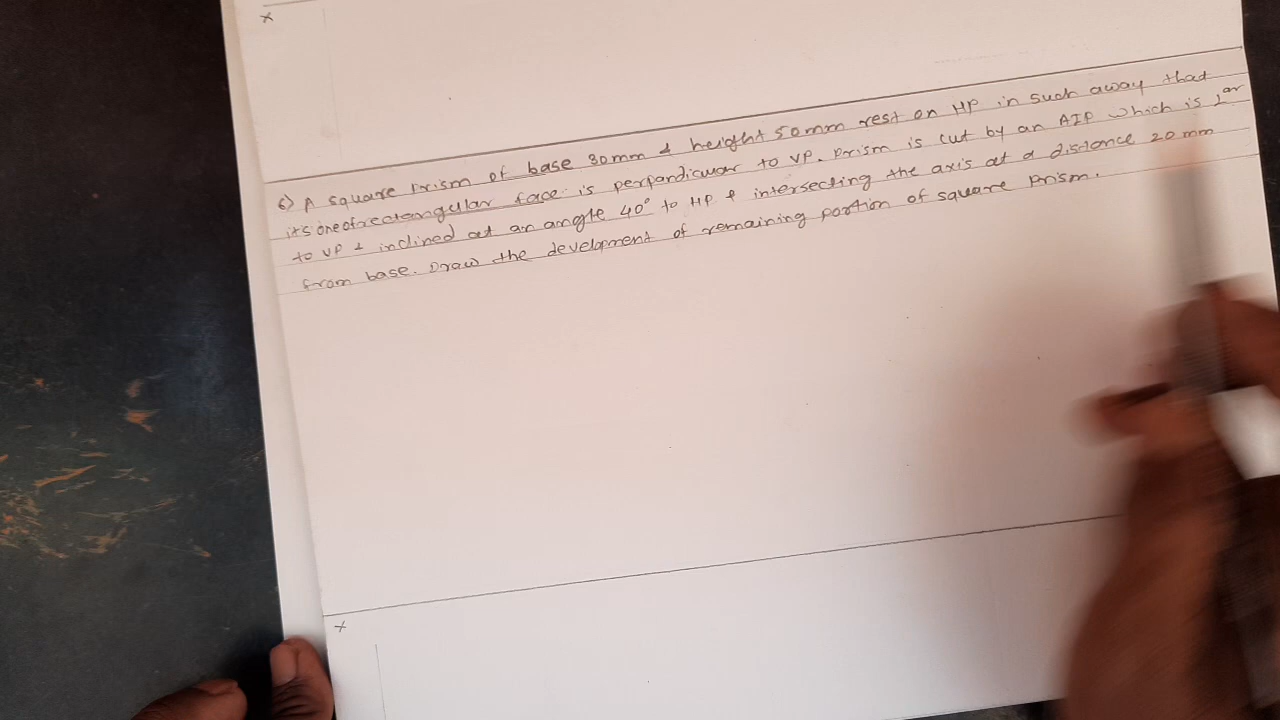 x
6) A square Prism of base 30mm & height 50mm rest on HP in such away that
it's one of rectangular face is perpandicular to VP. Prism is cut by an AIP which is ⊥ar
to VP & inclined at an angle 40° to HP & intersecting the axis at a distance 20mm
from base. Draw the development of remaining portion of square Prism.
x